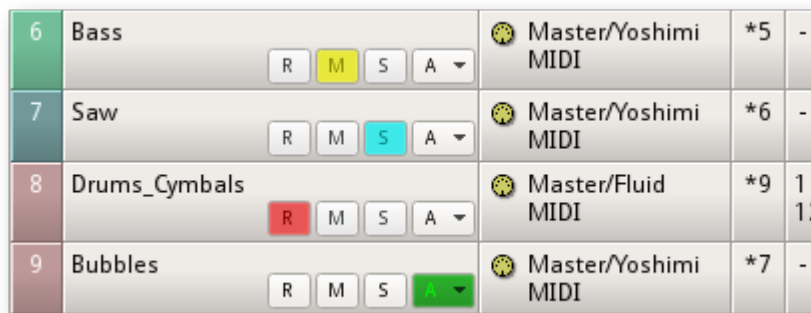 6 Bass Master/Yoshimi *5 -
R M S A MIDI
7 Saw Master/Yoshimi *6 -
R M S A MIDI
8 Drums_Cymbals Master/Fluid *9 1
R M S A MIDI
9 Bubbles Master/Yoshimi *7 -
R M S A MIDI